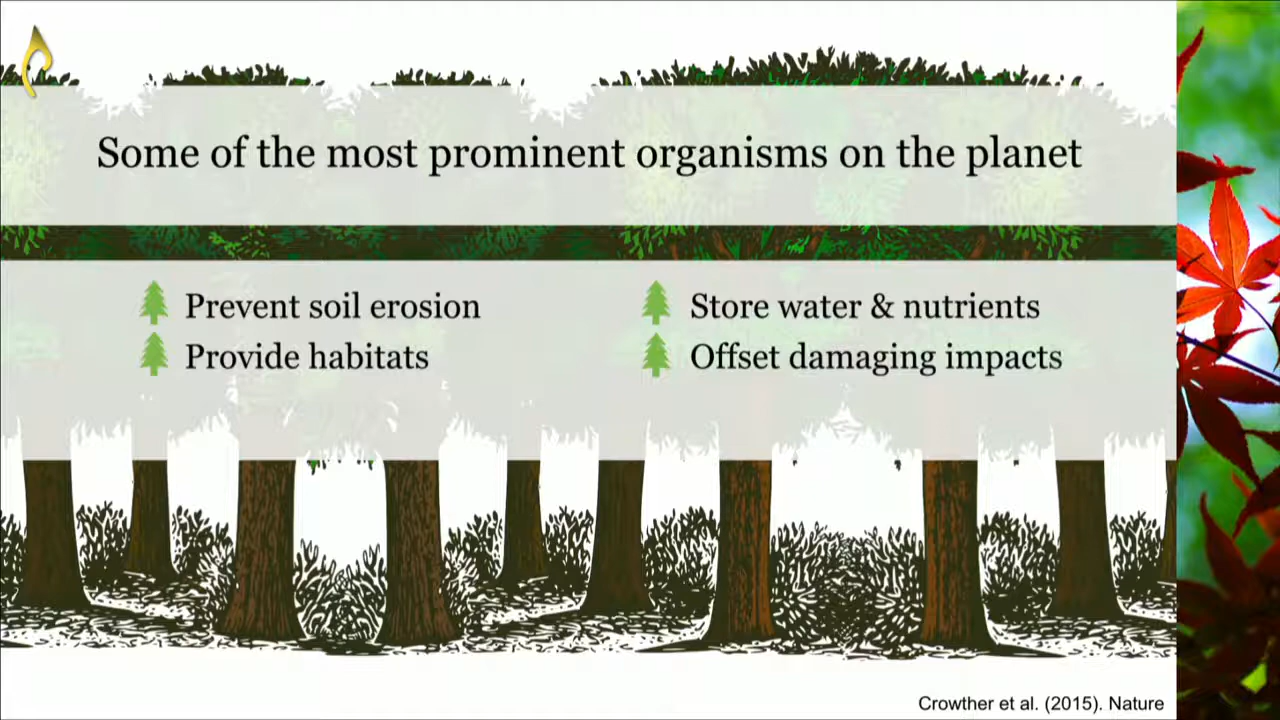 Some of the most prominent organisms on the planet
Prevent soil erosion
Provide habitats
Store water & nutrients
Offset damaging impacts
Crowther et al. (2015). Nature